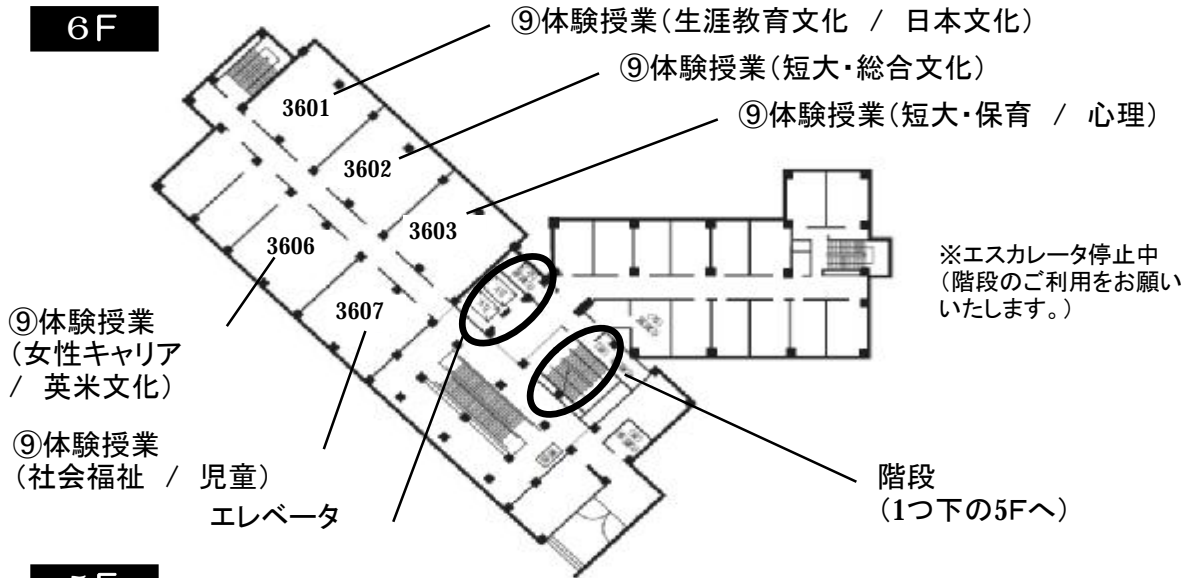 6F
⑨体験授業(生涯教育文化 / 日本文化)
⑨体験授業(短大・総合文化)
⑨体験授業(短大・保育 / 心理)
3601
3602
3603
3606
3607
※エスカレータ停止中
(階段のご利用をお願い
いたします。)
⑨体験授業
(女性キャリア
/ 英米文化)
⑨体験授業
(社会福祉 / 児童)
エレベータ
階段
(1つ下の5Fへ)